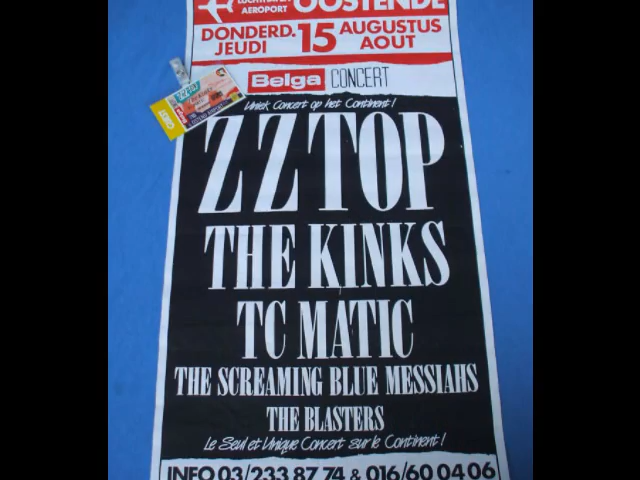 LUCHTHAVEN OOSTENDE
AEROPORT
DONDERD. 15 AUGUSTUS
JEUDI AOUT
Belga CONCERT
Uniek Concert op het Continent!
ZZ TOP
THE KINKS
TC MATIC
THE SCREAMING BLUE MESSIAHS
THE BLASTERS
Le Seul et Unique Concert sur le Continent!
INFO 03/233 87 74 & 016/60 04 06